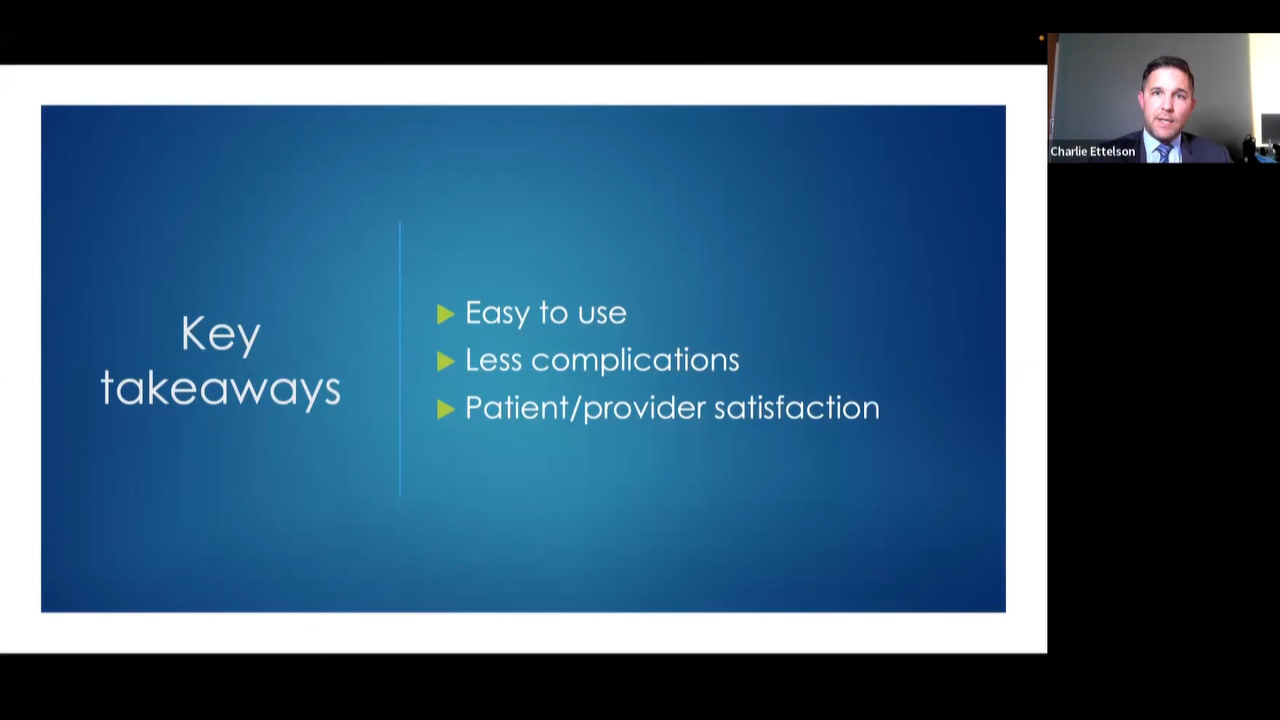 Key
takeaways
Easy to use
Less complications
Patient/provider satisfaction
Charlie Ettelson